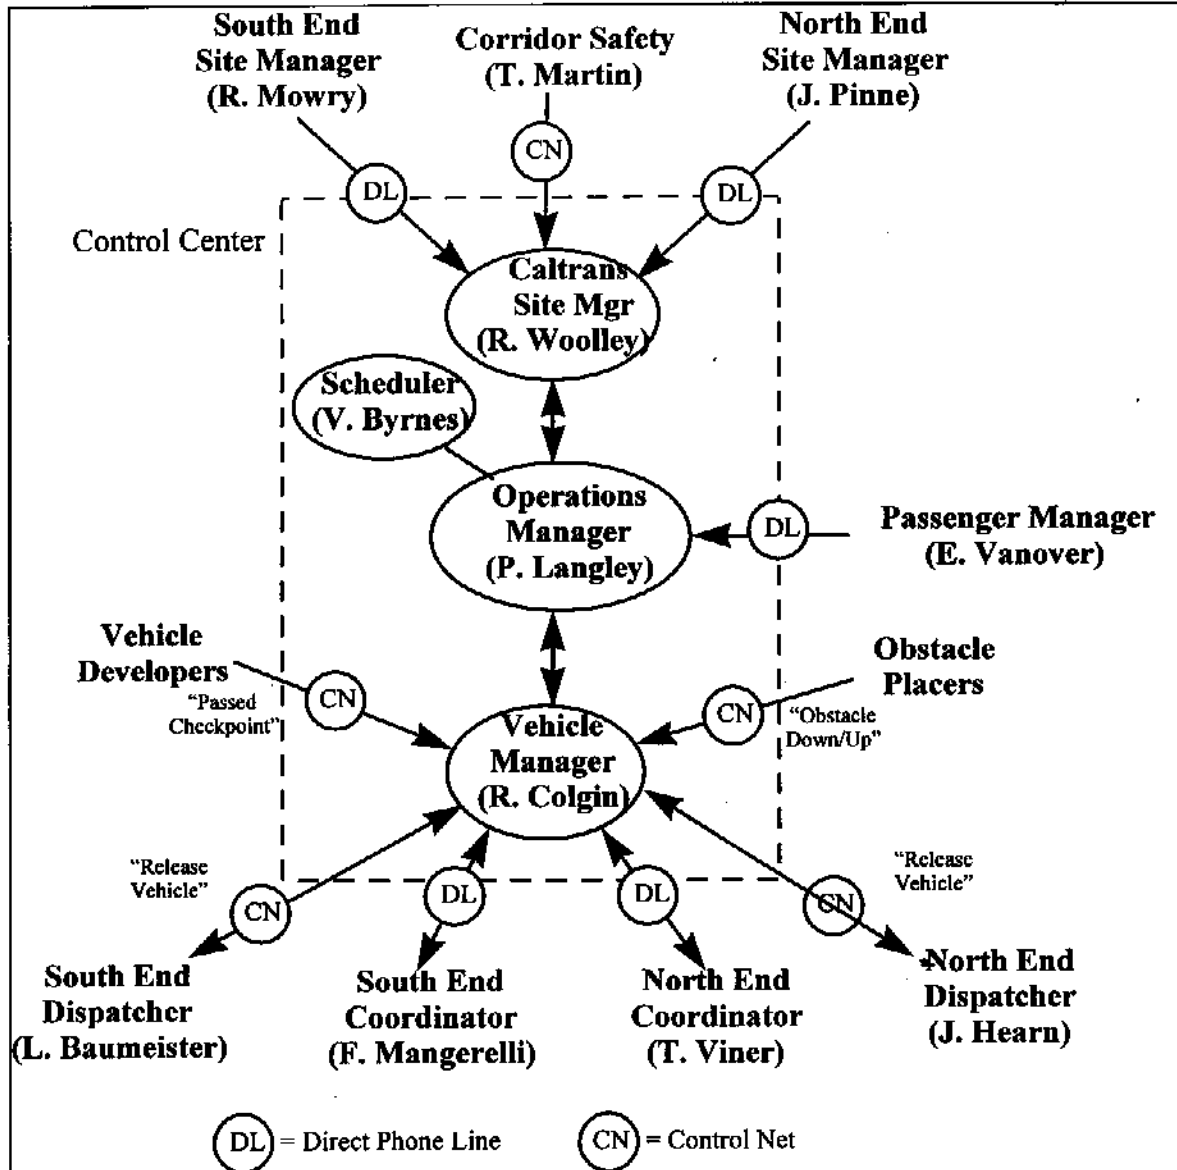 South End
Site Manager
(R. Mowry)
Corridor Safety
(T. Martin)
North End
Site Manager
(J. Pinne)
CN
DL
DL
Control Center
Caltrans
Site Mgr
(R. Woolley)
Scheduler
(V. Byrnes)
Operations
Manager
(P. Langley)
DL
Passenger Manager
(E. Vanover)
Vehicle
Developers
"Passed
Checkpoint"
CN
Obstacle
Placers
CN
"Obstacle
Down/Up"
Vehicle
Manager
(R. Colgin)
"Release
Vehicle"
CN
DL
DL
"Release
Vehicle"
CN
South End
Dispatcher
(L. Baumeister)
South End
Coordinator
(F. Mangerelli)
North End
Coordinator
(T. Viner)
North End
Dispatcher
(J. Hearn)
DL = Direct Phone Line
CN = Control Net